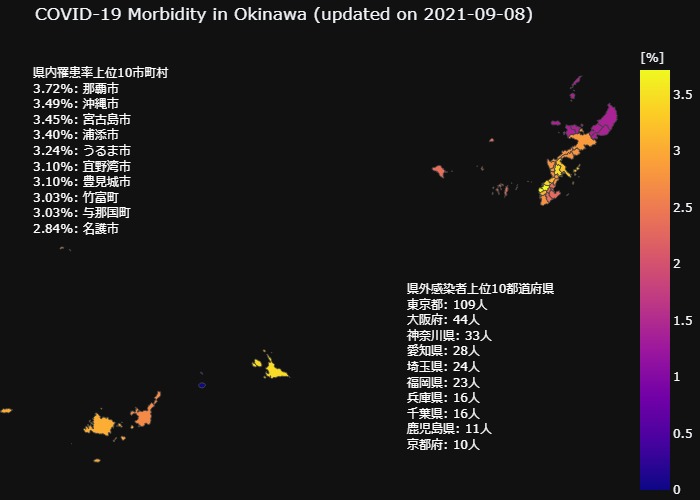 COVID-19 Morbidity in Okinawa (updated on 2021-09-08)
県内罹患率上位10市町村
3.72%: 那覇市
3.49%: 沖縄市
3.45%: 宮古島市
3.40%: 浦添市
3.24%: うるま市
3.10%: 宜野湾市
3.10%: 豊見城市
3.03%: 竹富町
3.03%: 与那国町
2.84%: 名護市
県外感染者上位10都道府県
東京都: 109人
大阪府: 44人
神奈川県: 33人
愛知県: 28人
埼玉県: 24人
福岡県: 23人
兵庫県: 16人
千葉県: 16人
鹿児島県: 11人
京都府: 10人
[%]
3.5
3
2.5
2
1.5
1
0.5
0